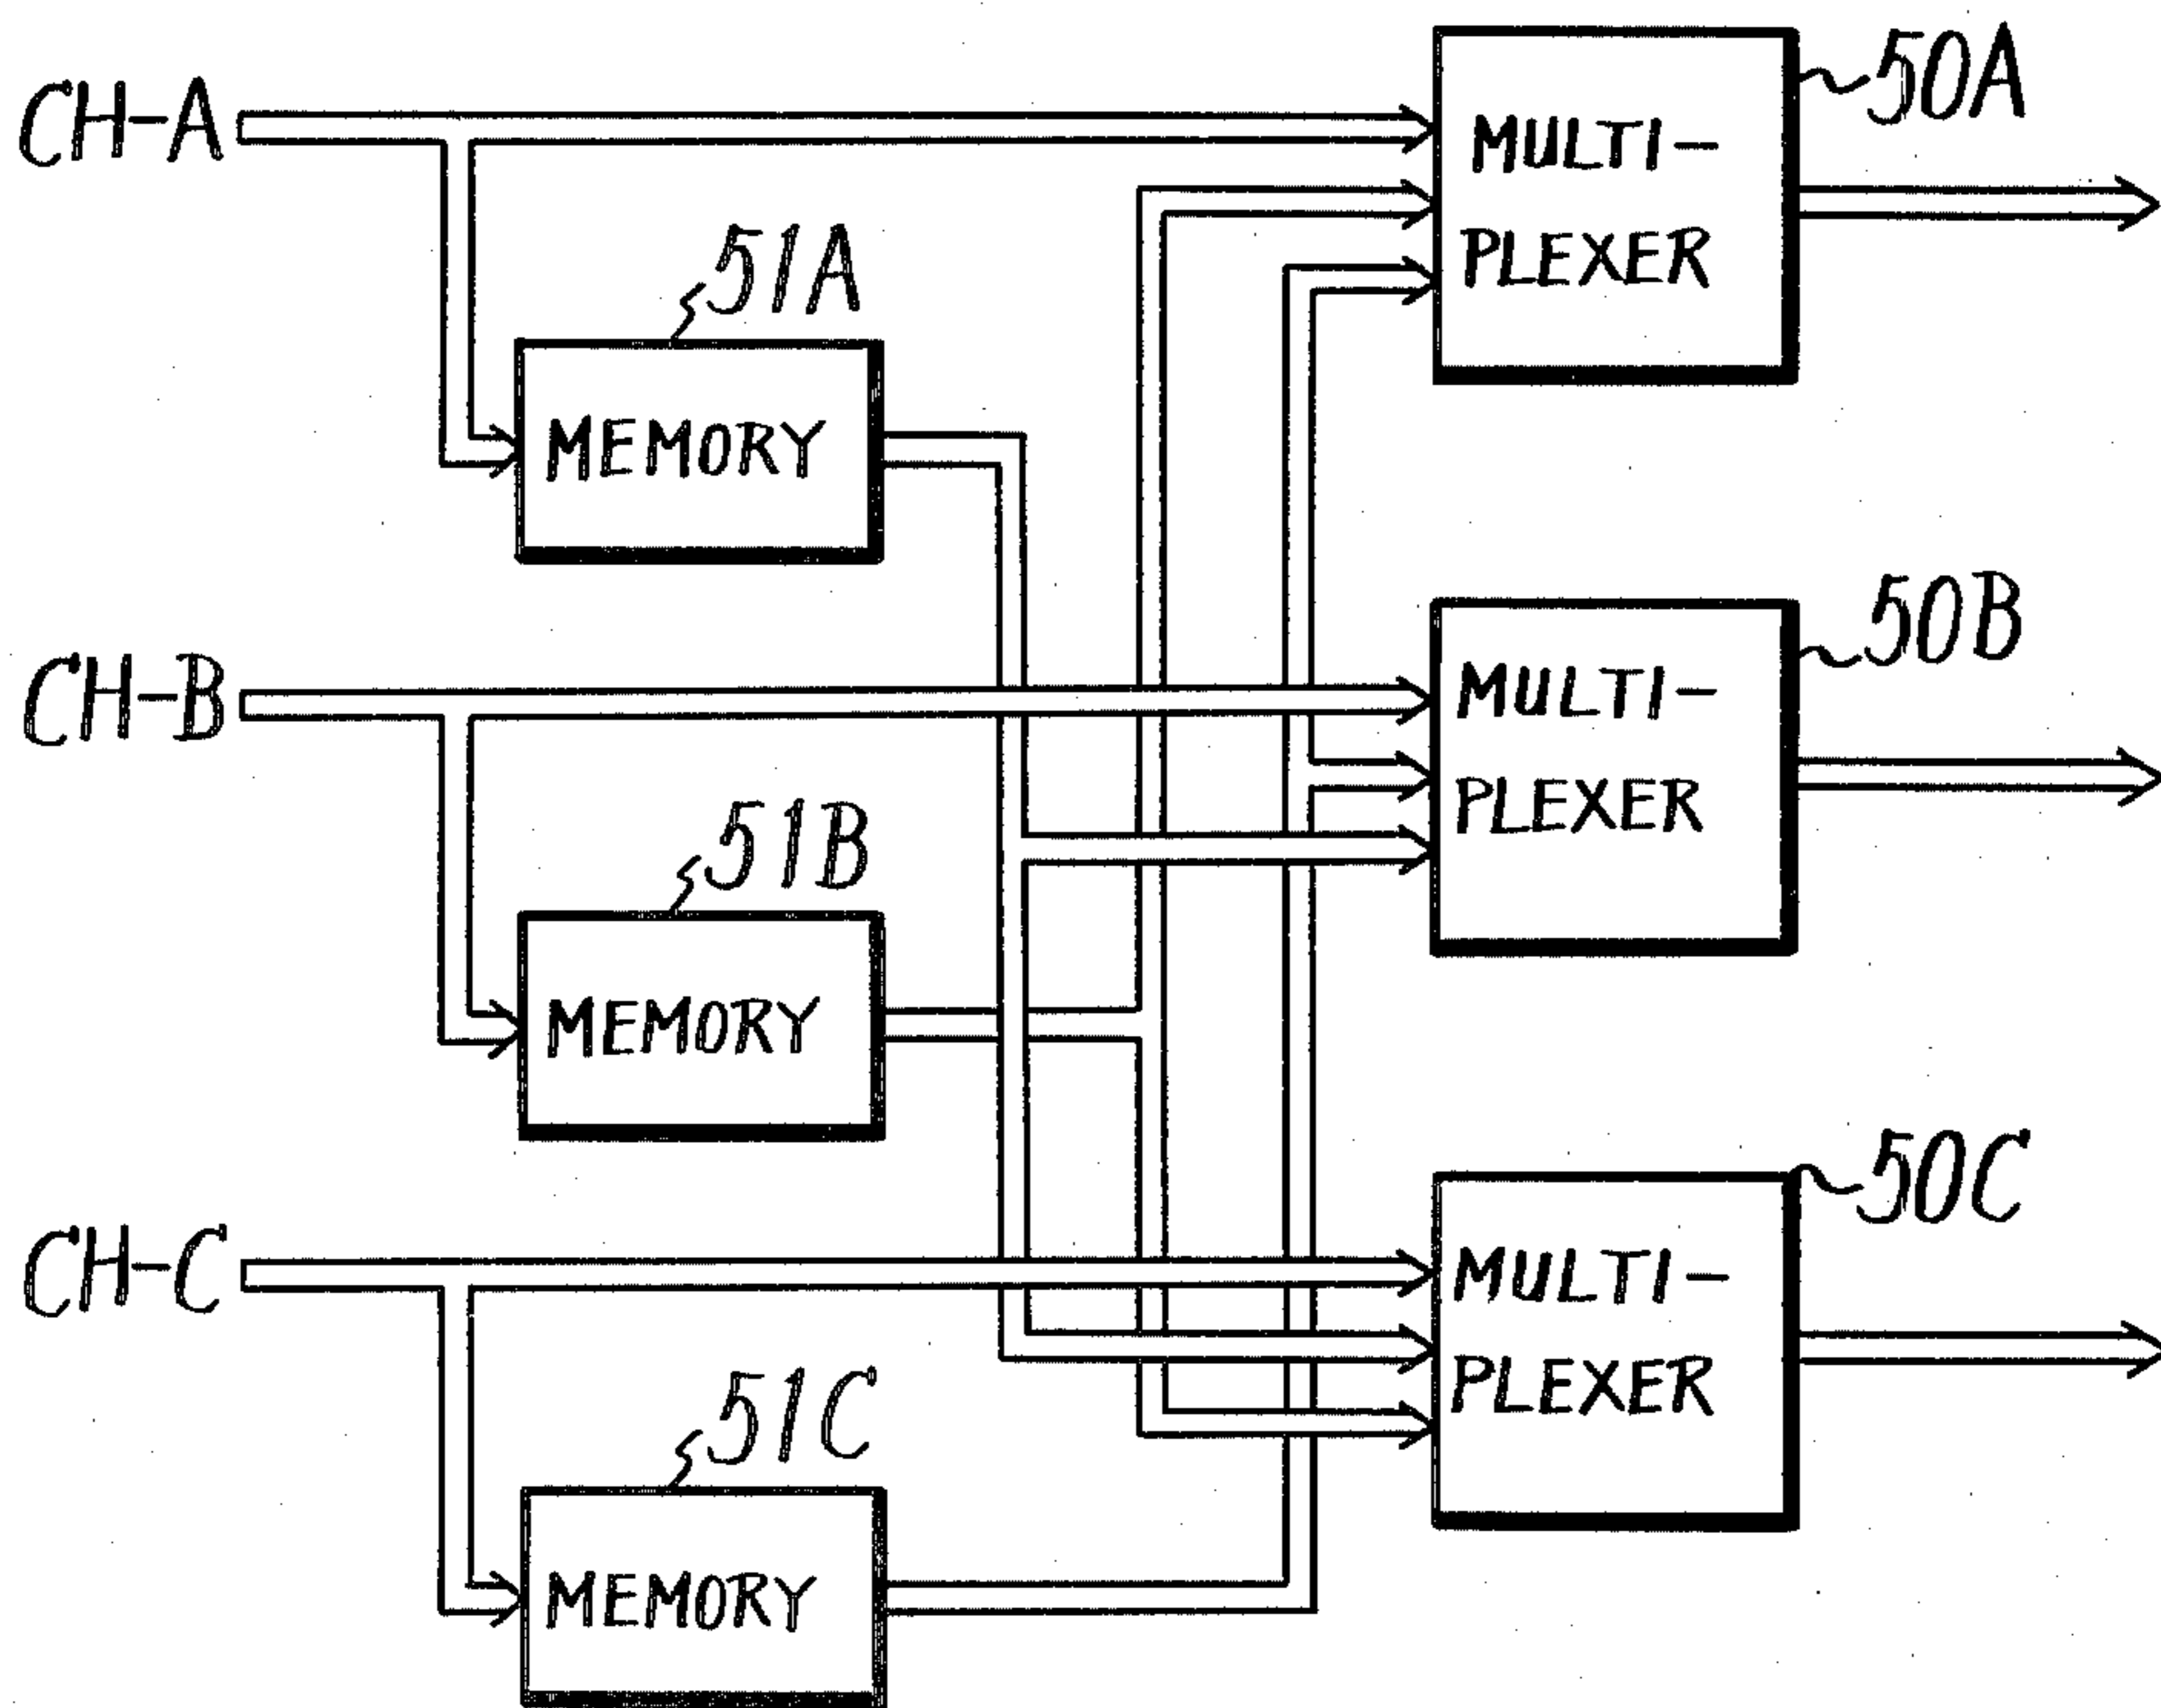 CH-A
50A
MULTI-
PLEXER
51A
MEMORY
CH-B
50B
MULTI-
PLEXER
51B
MEMORY
CH-C
50C
MULTI-
PLEXER
51C
MEMORY